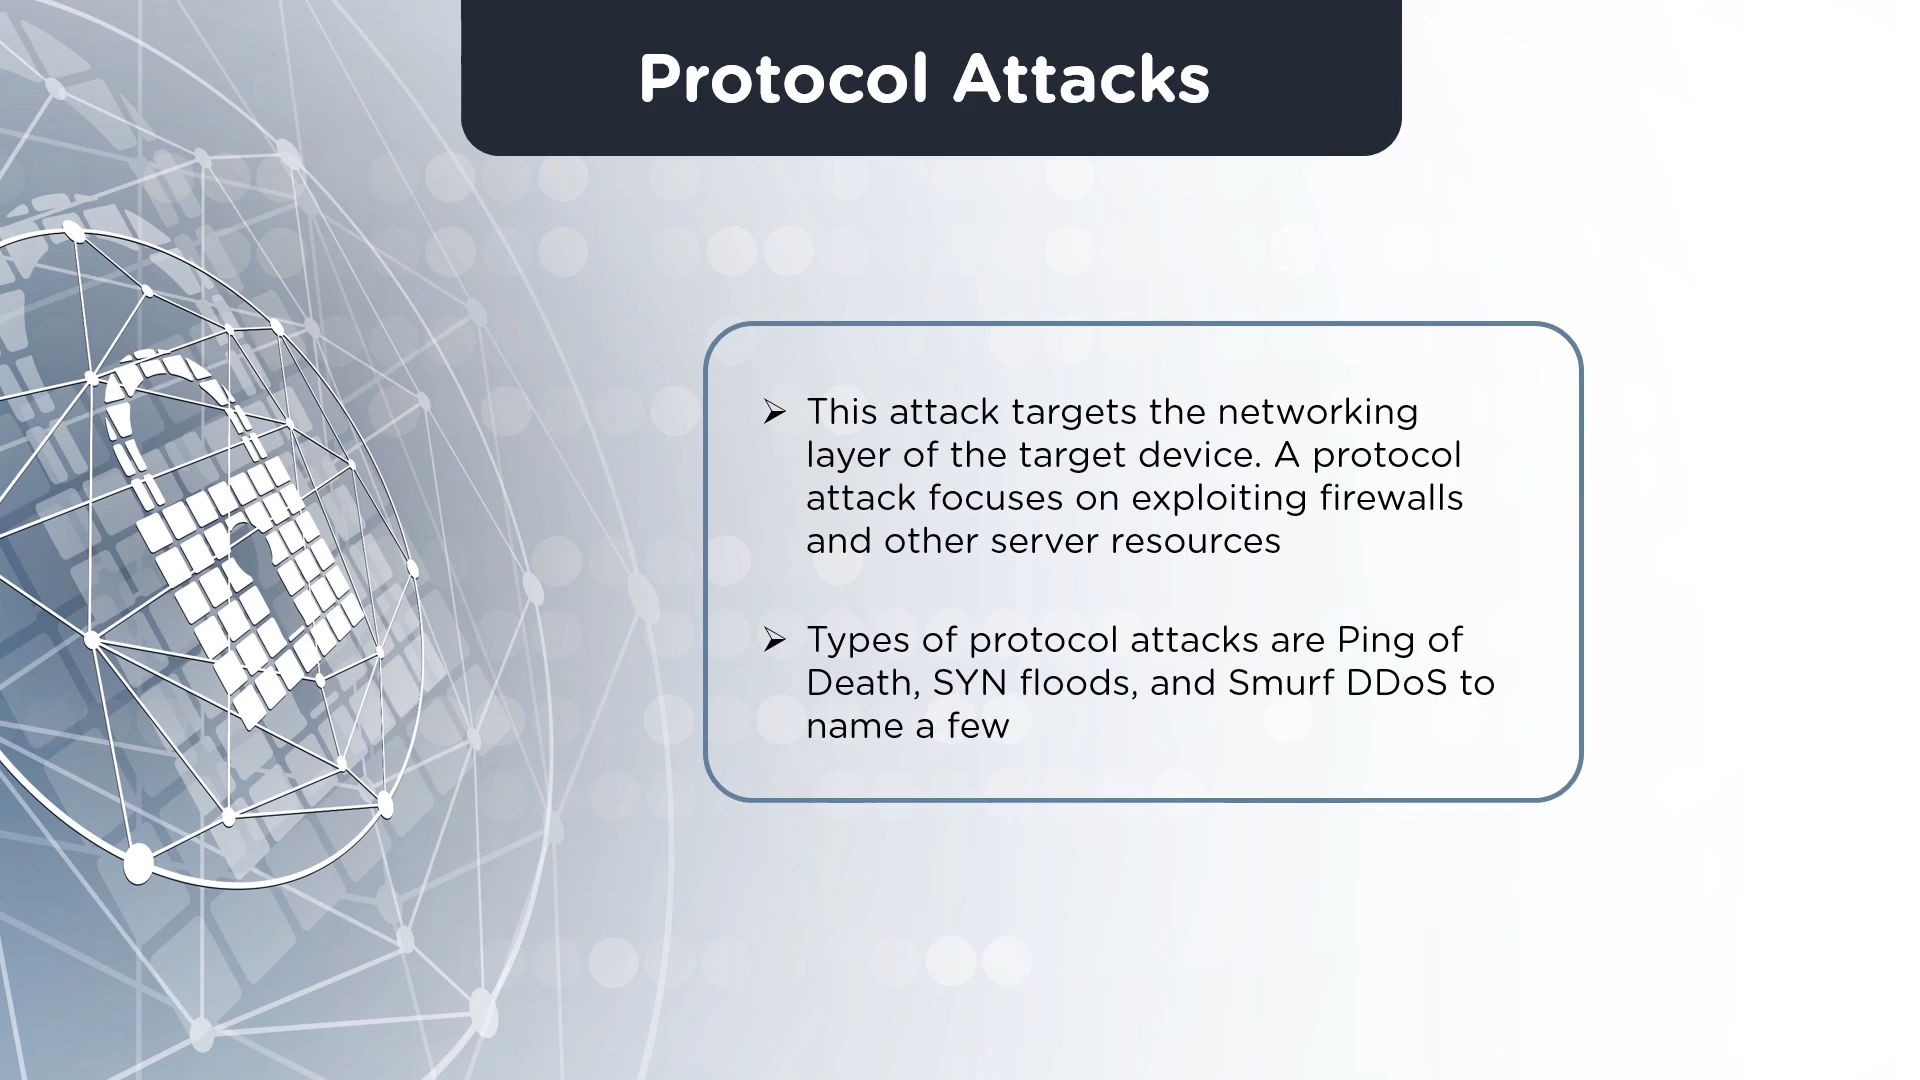 Protocol Attacks
➢ This attack targets the networking
layer of the target device. A protocol
attack focuses on exploiting firewalls
and other server resources
➢ Types of protocol attacks are Ping of
Death, SYN floods, and Smurf DDoS to
name a few